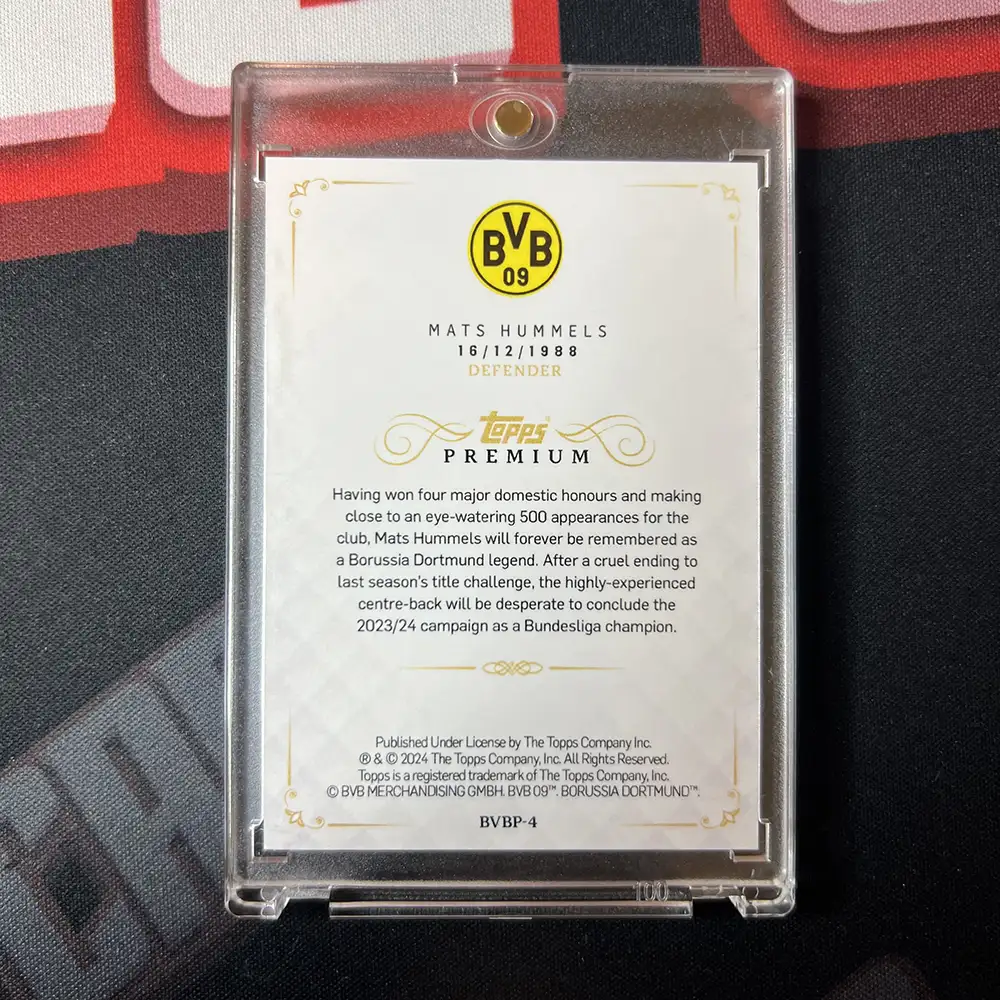 BVB
09
MATS HUMMELS
16/12/1988
DEFENDER
topps
PREMIUM
Having won four major domestic honours and making
close to an eye-watering 500 appearances for the
club, Mats Hummels will forever be remembered as
a Borussia Dortmund legend. After a cruel ending to
last season's title challenge, the highly-experienced
centre-back will be desperate to conclude the
2023/24 campaign as a Bundesliga champion.
Published Under License by The Topps Company Inc.
® & © 2024 The Topps Company, Inc. All Rights Reserved.
Topps is a registered trademark of The Topps Company, Inc.
© BVB MERCHANDISING GMBH. BVB 09™. BORUSSIA DORTMUND™.
BVBP-4
100